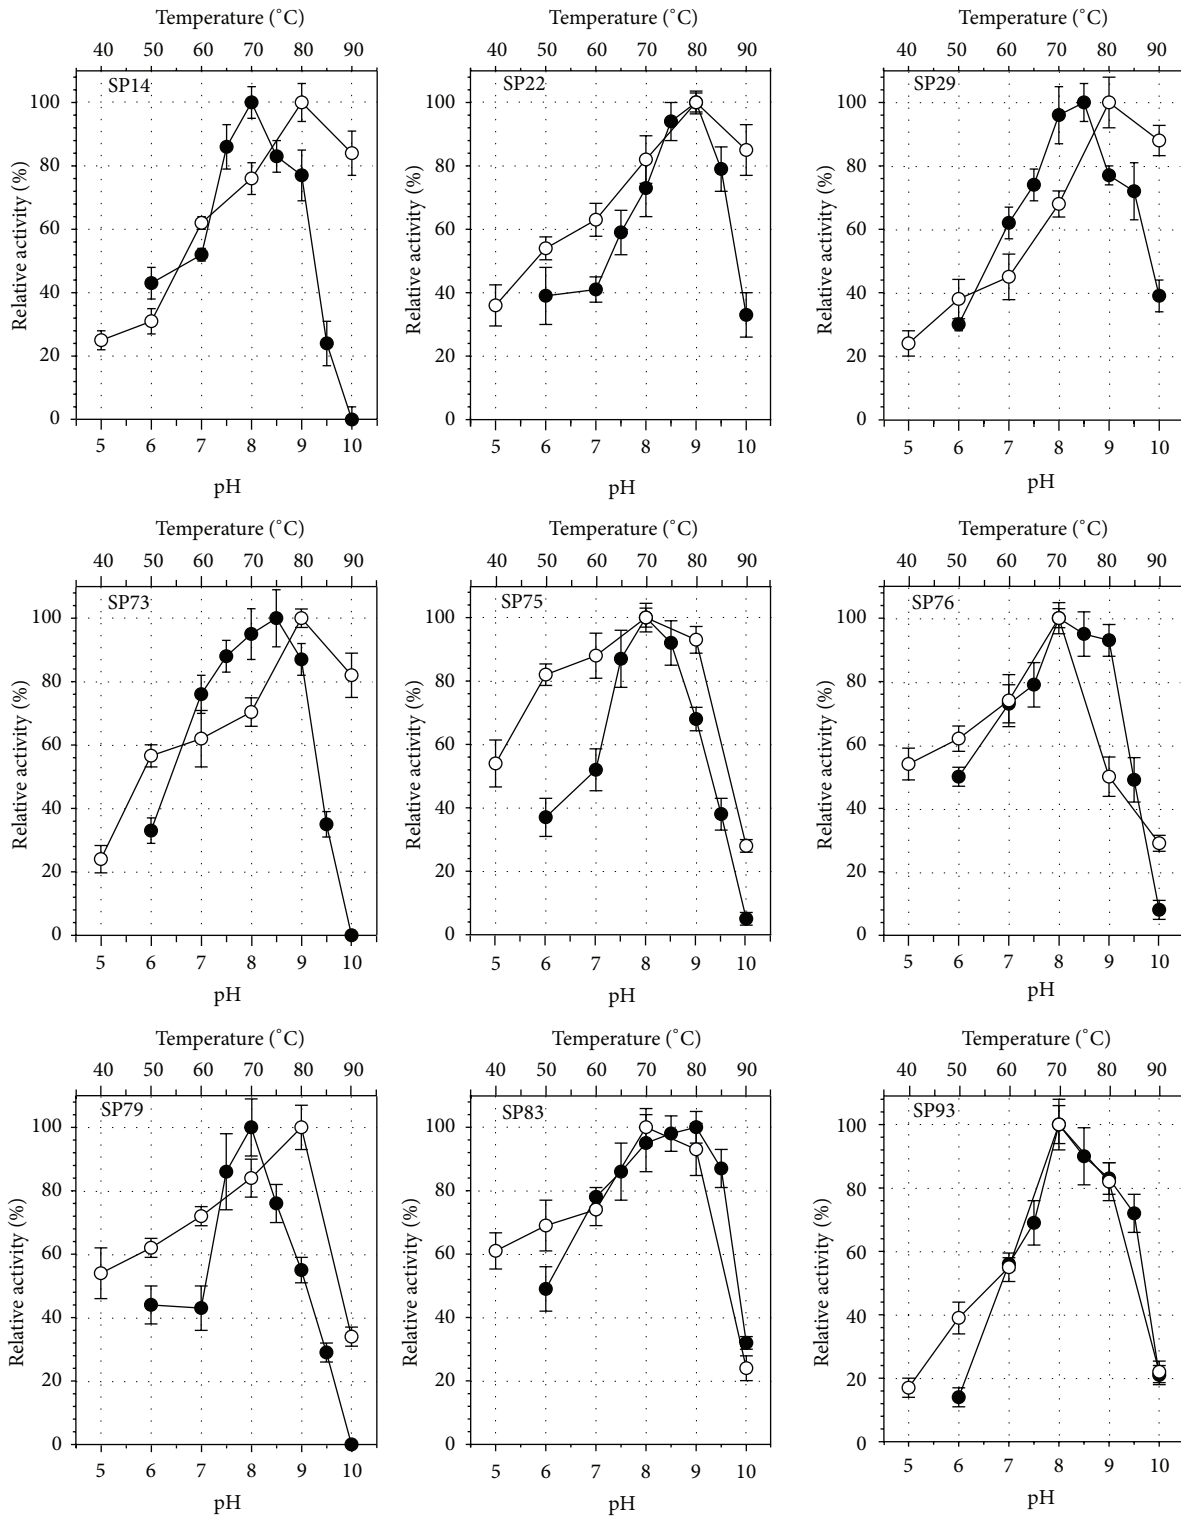 Temperature (°C) Temperature (°C) Temperature (°C)
40 50 60 70 80 90 40 50 60 70 80 90 40 50 60 70 80 90
SP14 SP22 SP29
100 100 100
80 80 80
60 60 60
40 40 40
20 20 20
0 0 0
Relative activity (%) Relative activity (%) Relative activity (%)
5 6 7 8 9 10 5 6 7 8 9 10 5 6 7 8 9 10
pH pH pH
Temperature (°C) Temperature (°C) Temperature (°C)
40 50 60 70 80 90 40 50 60 70 80 90 40 50 60 70 80 90
SP73 SP75 SP76
100 100 100
80 80 80
60 60 60
40 40 40
20 20 20
0 0 0
Relative activity (%) Relative activity (%) Relative activity (%)
5 6 7 8 9 10 5 6 7 8 9 10 5 6 7 8 9 10
pH pH pH
Temperature (°C) Temperature (°C) Temperature (°C)
40 50 60 70 80 90 40 50 60 70 80 90 40 50 60 70 80 90
SP79 SP83 SP93
100 100 100
80 80 80
60 60 60
40 40 40
20 20 20
0 0 0
Relative activity (%) Relative activity (%) Relative activity (%)
5 6 7 8 9 10 5 6 7 8 9 10 5 6 7 8 9 10
pH pH pH